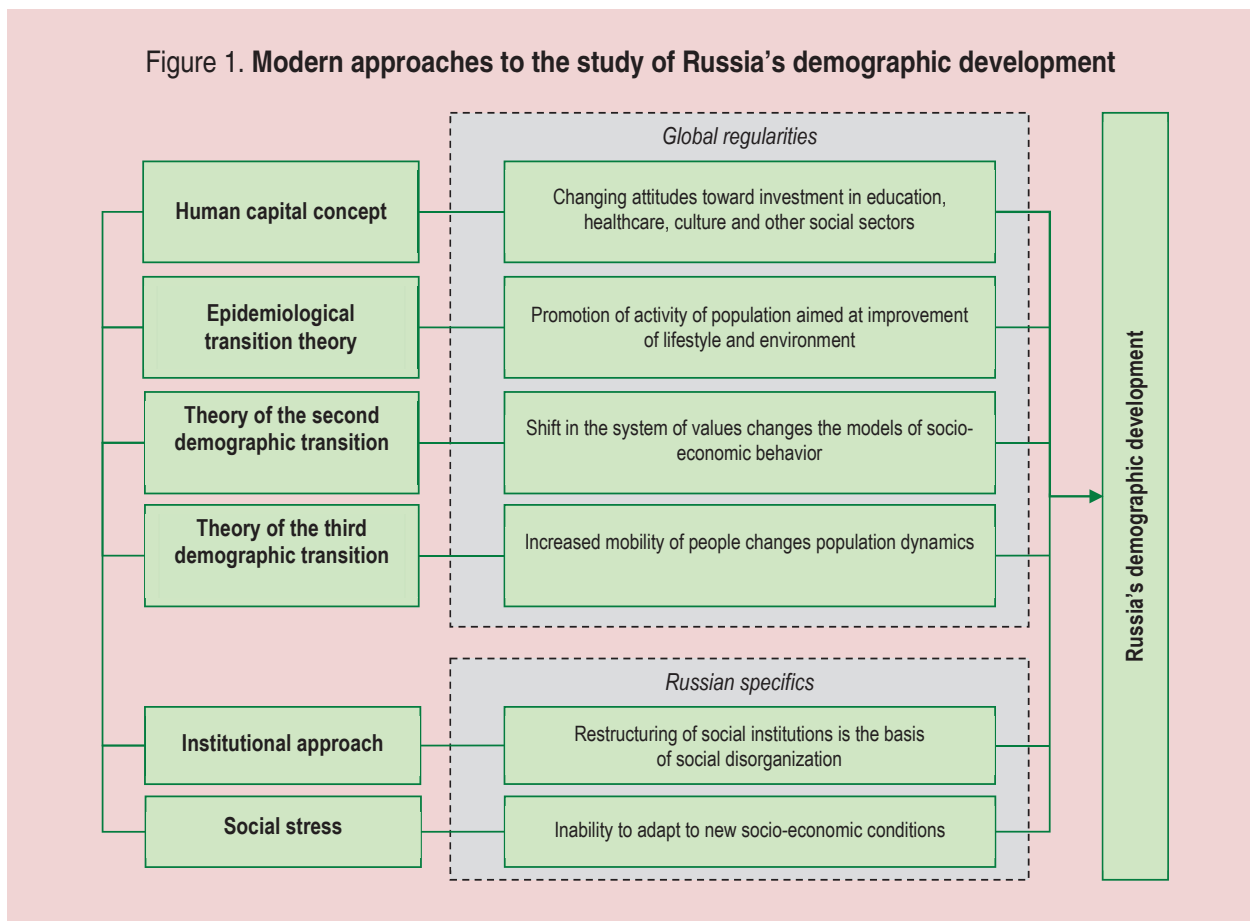 Figure 1. Modern approaches to the study of Russia's demographic development
Global regularities
Human capital concept
Changing attitudes toward investment in education,
healthcare, culture and other social sectors
Epidemiological
transition theory
Promotion of activity of population aimed at improvement
of lifestyle and environment
Theory of the second
demographic transition
Shift in the system of values changes the models of socio-
economic behavior
Theory of the third
demographic transition
Increased mobility of people changes population dynamics
Russian specifics
Institutional approach
Restructuring of social institutions is the basis
of social disorganization
Social stress
Inability to adapt to new socio-economic conditions
Russia's demographic development